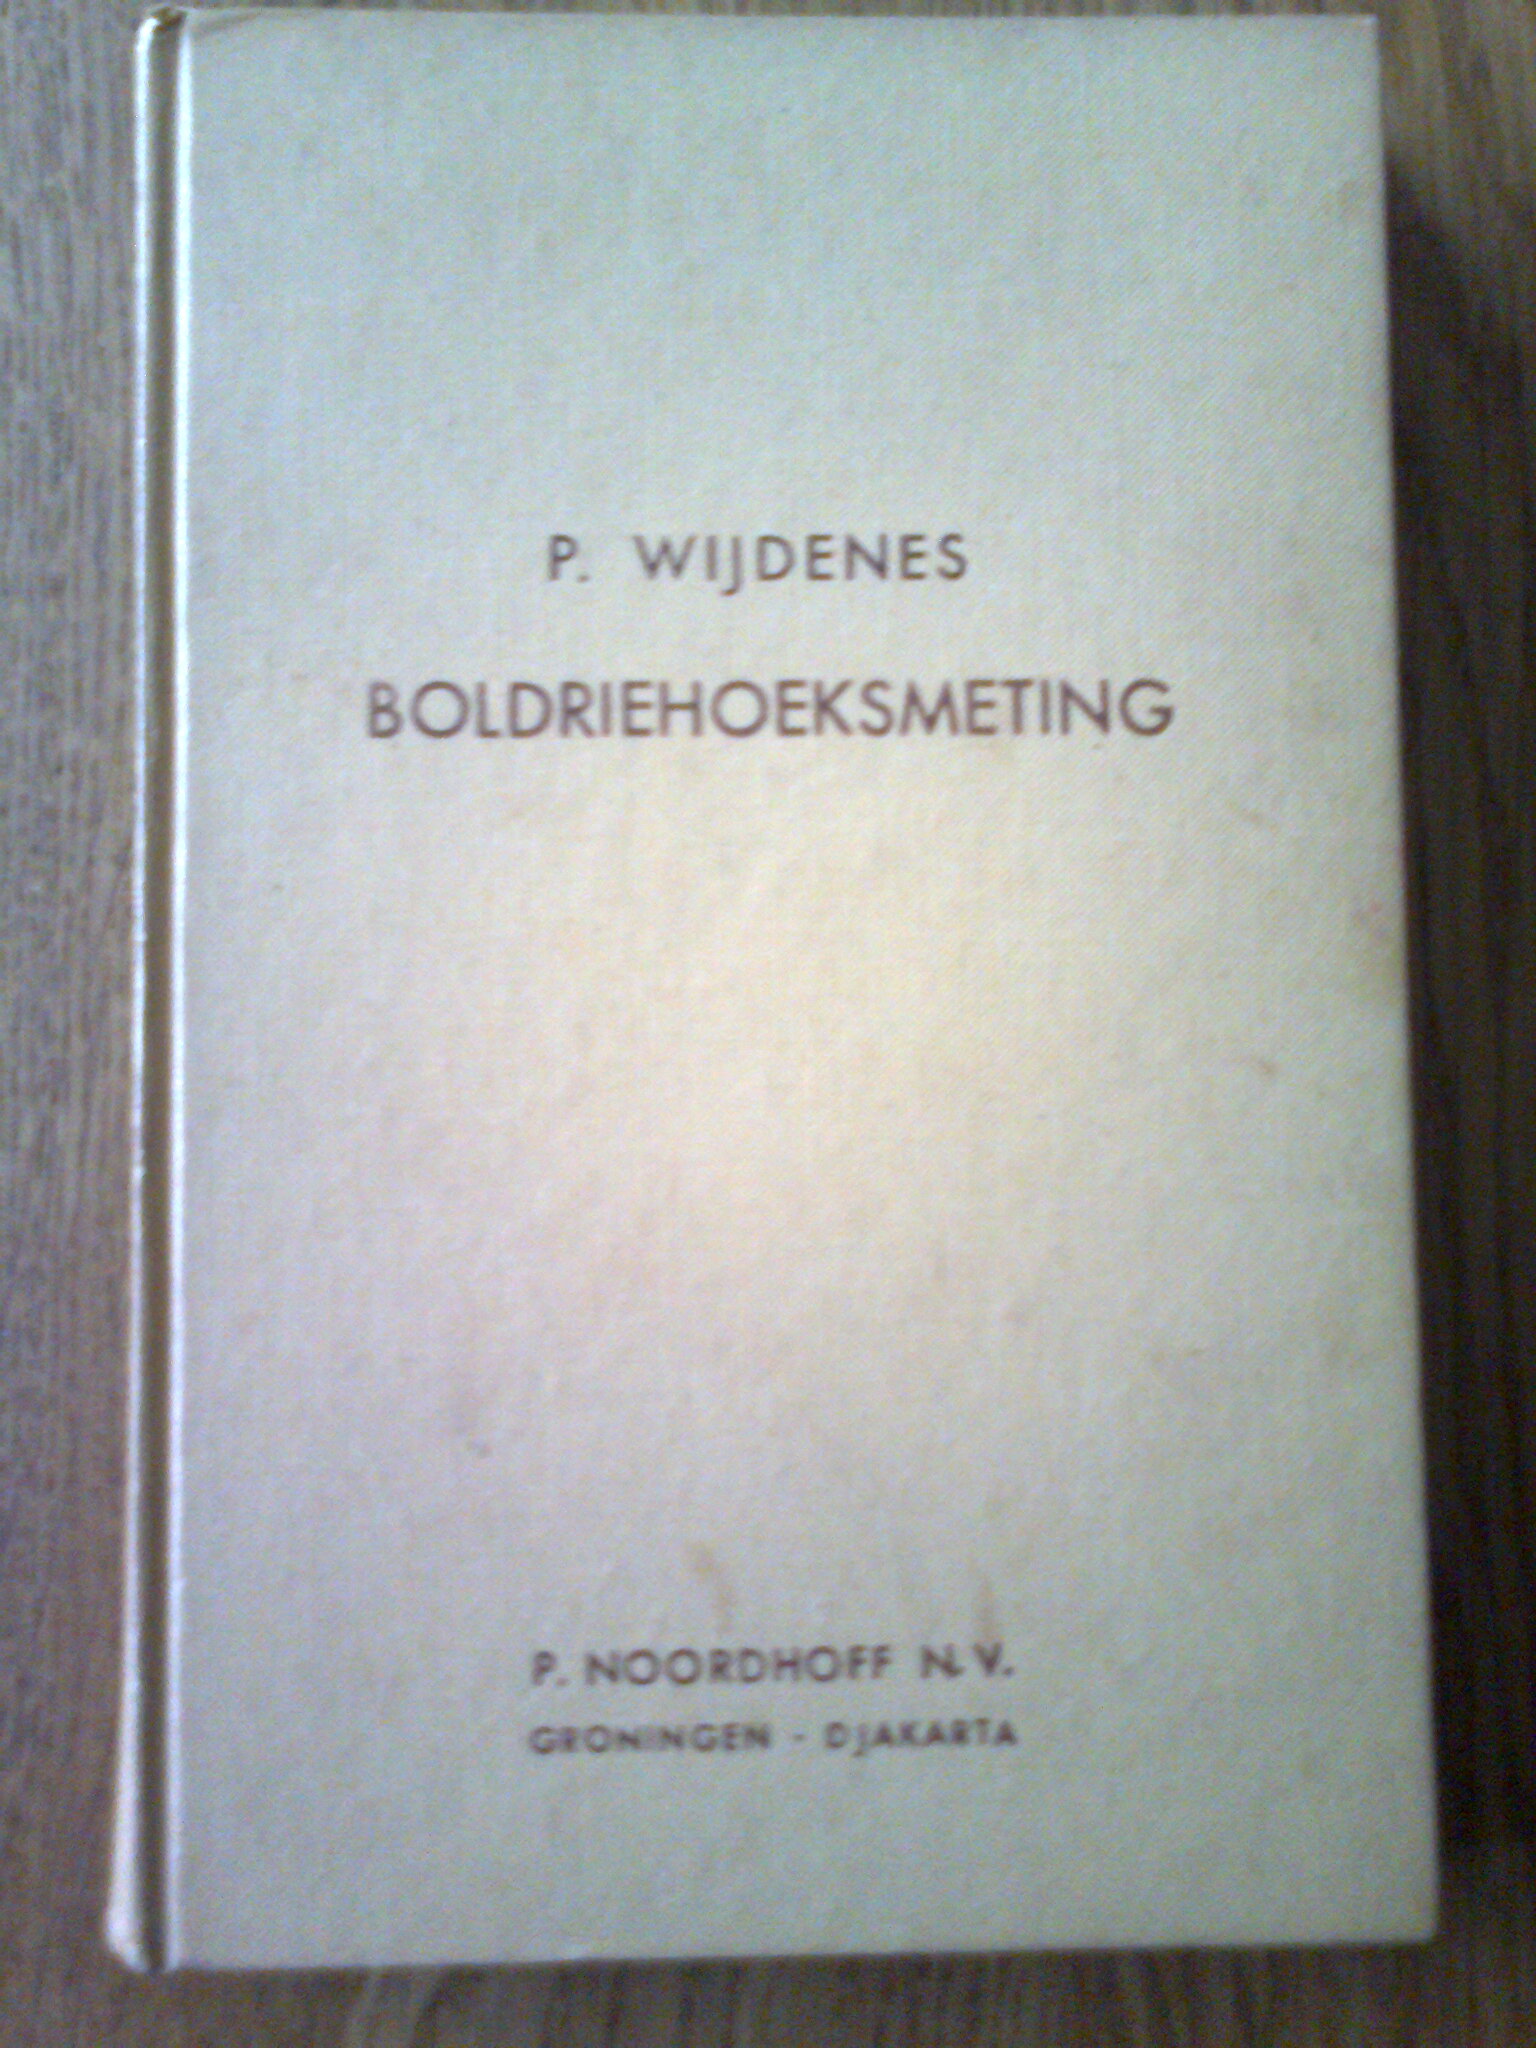 P. WIJDENES
BOLDRIEHOEKSMETING
P. NOORDHOFF N.V.
GRONINGEN - DJAKARTA